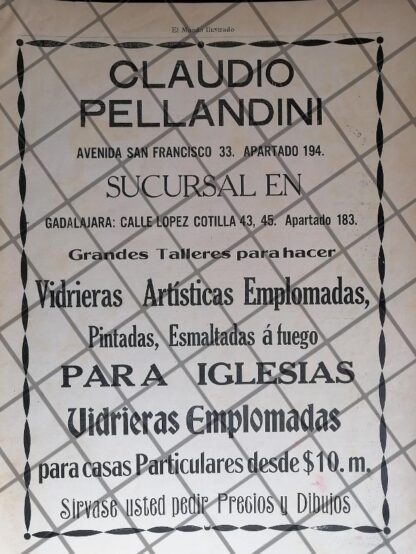 El Mundo Ilustrado
CLAUDIO
PELLANDINI
AVENIDA SAN FRANCISCO 33. APARTADO 194.
SUCURSAL EN
GADALAJARA: CALLE LOPEZ COTILLA 43, 45. Apartado 183.
Grandes Talleres para hacer
Vidrieras Artísticas Emplomadas,
Pintadas, Esmaltadas á fuego
PARA IGLESIAS
Vidrieras Emplomadas
para casas Particulares desde $10. m.
Sirvase usted pedir Precios y Dibujos